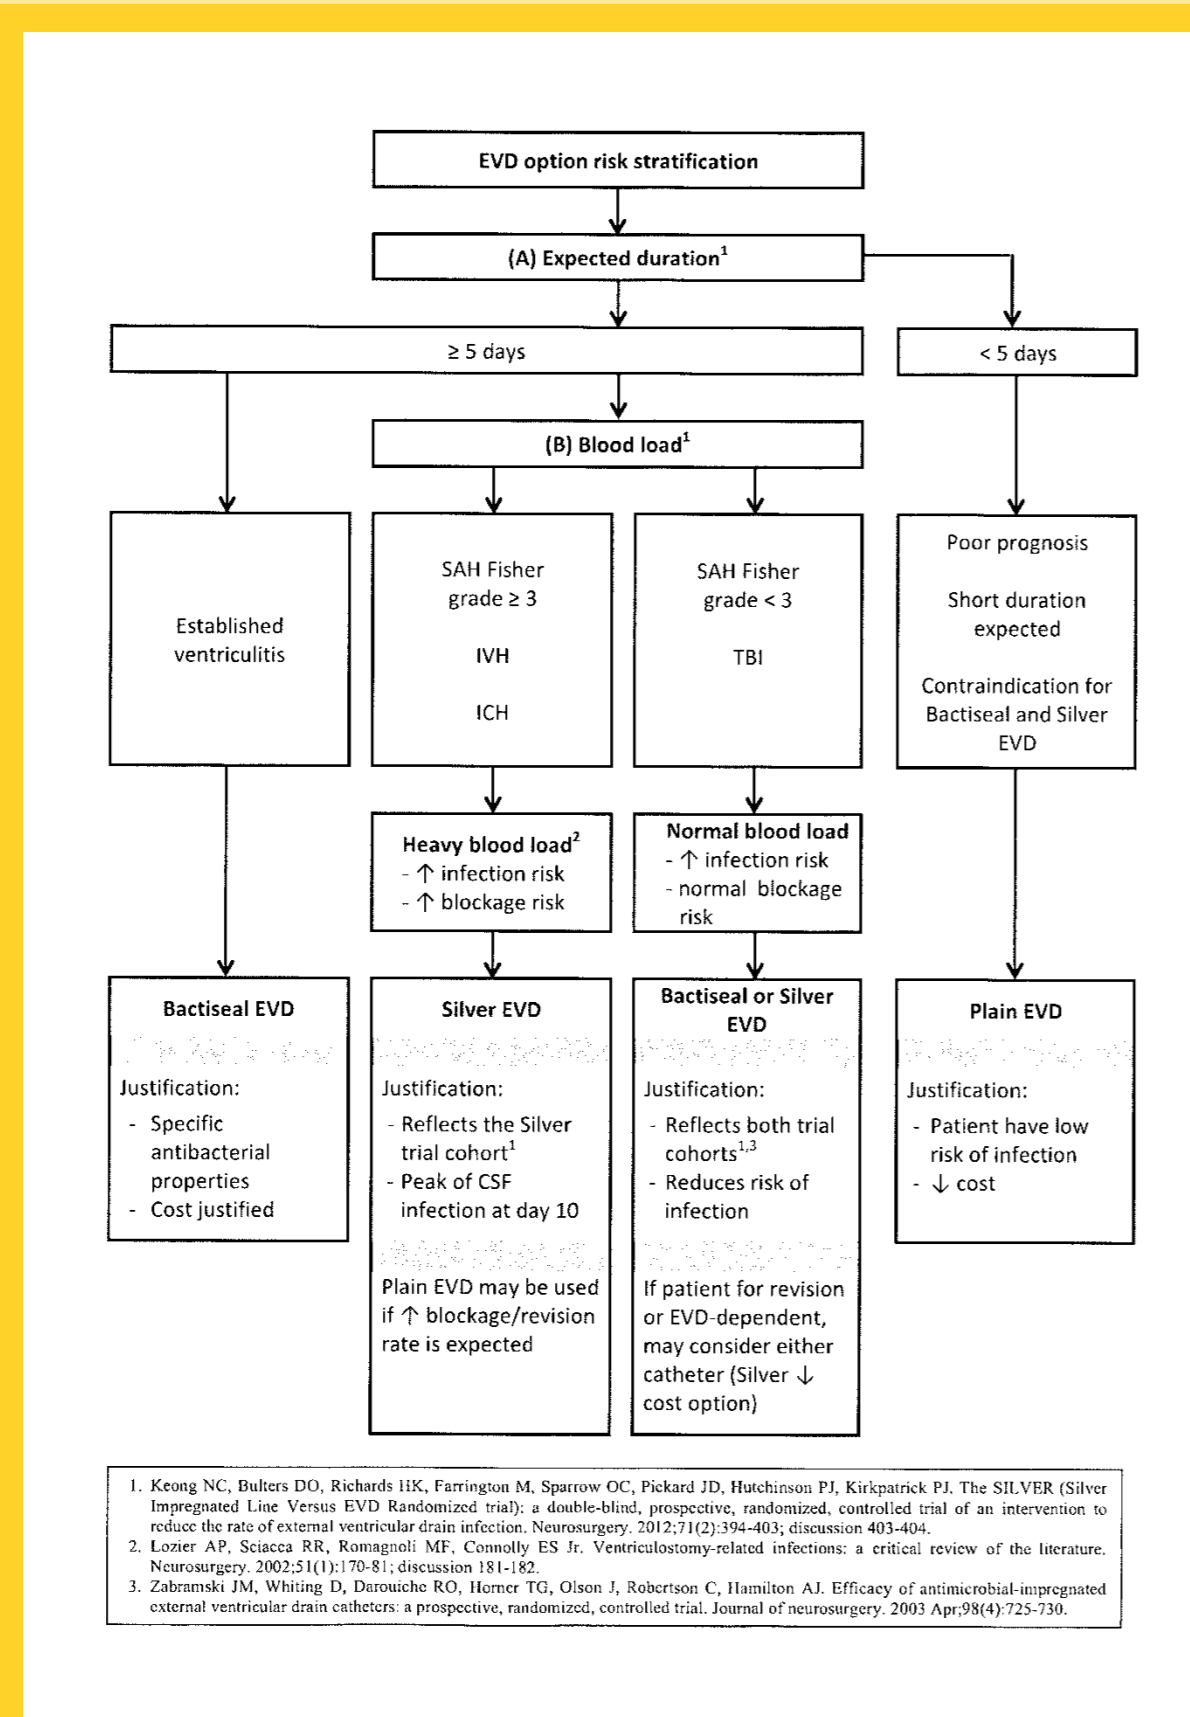 EVD option risk stratification
(A) Expected duration¹
≥ 5 days
< 5 days
(B) Blood load¹
Established
ventriculitis
SAH Fisher
grade ≥ 3
IVH
ICH
SAH Fisher
grade < 3
TBI
Poor prognosis
Short duration
expected
Contraindication for
Bactiseal and Silver
EVD
Heavy blood load²
- ↑ infection risk
- ↑ blockage risk
Normal blood load
- ↑ infection risk
- normal blockage
risk
Bactiseal EVD
Justification:
- Specific
antibacterial
properties
- Cost justified
Silver EVD
Justification:
- Reflects the Silver
trial cohort¹
- Peak of CSF
infection at day 10
Plain EVD may be used
if ↑ blockage/revision
rate is expected
Bactiseal or Silver
EVD
Justification:
- Reflects both trial
cohorts¹,³
- Reduces risk of
infection
If patient for revision
or EVD-dependent,
may consider either
catheter (Silver ↓
cost option)
Plain EVD
Justification:
- Patient have low
risk of infection
- ↓ cost
1. Keong NC, Bulters DO, Richards HK, Farrington M, Sparrow OC, Pickard JD, Hutchinson PJ, Kirkpatrick PJ. The SILVER (Silver
Impregnated Line Versus EVD Randomized trial): a double-blind, prospective, randomized, controlled trial of an intervention to
reduce the rate of external ventricular drain infection. Neurosurgery. 2012;71(2):394-403; discussion 403-404.
2. Lozier AP, Sciacca RR, Romagnoli MF, Connolly ES Jr. Ventriculostomy-related infections: a critical review of the literature.
Neurosurgery. 2002;51(1):170-81; discussion 181-182.
3. Zabramski JM, Whiting D, Darouiche RO, Horner TG, Olson J, Robertson C, Hamilton AJ. Efficacy of antimicrobial-impregnated
external ventricular drain catheters: a prospective, randomized, controlled trial. Journal of neurosurgery. 2003 Apr;98(4):725-730.